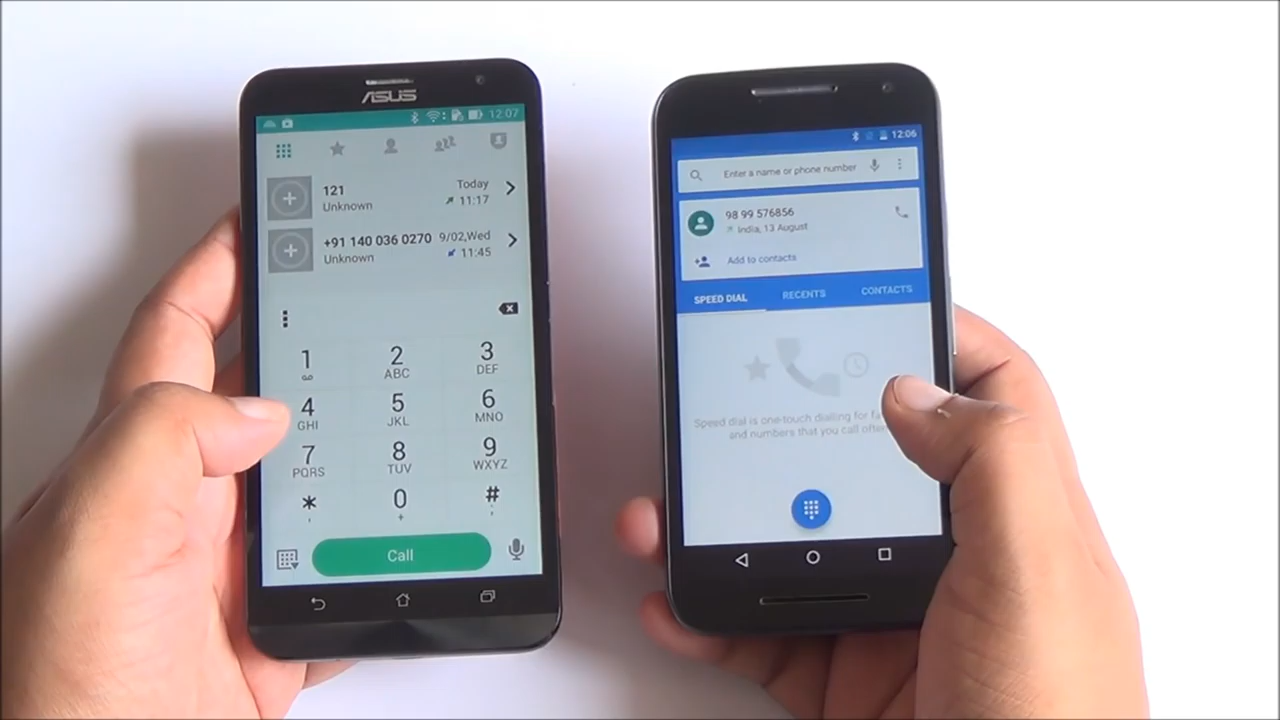 ASUS
12:07
121
Today
Unknown
11:17
+91 140 036 0270
9/02,Wed
Unknown
11:45
1
2
ABC
3
DEF
4
GHI
5
JKL
6
MNO
7
PQRS
8
TUV
9
WXYZ
*
0
+
#
Call
12:06
Enter a name or phone number
98 99 576856
India, 13 August
Add to contacts
SPEED DIAL
RECENTS
CONTACTS
Speed dial is one-touch dialling for
and numbers that you call often